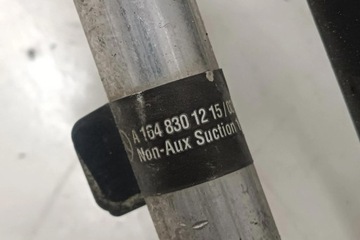 A 164 830 12 15 /
Non-Aux Suction